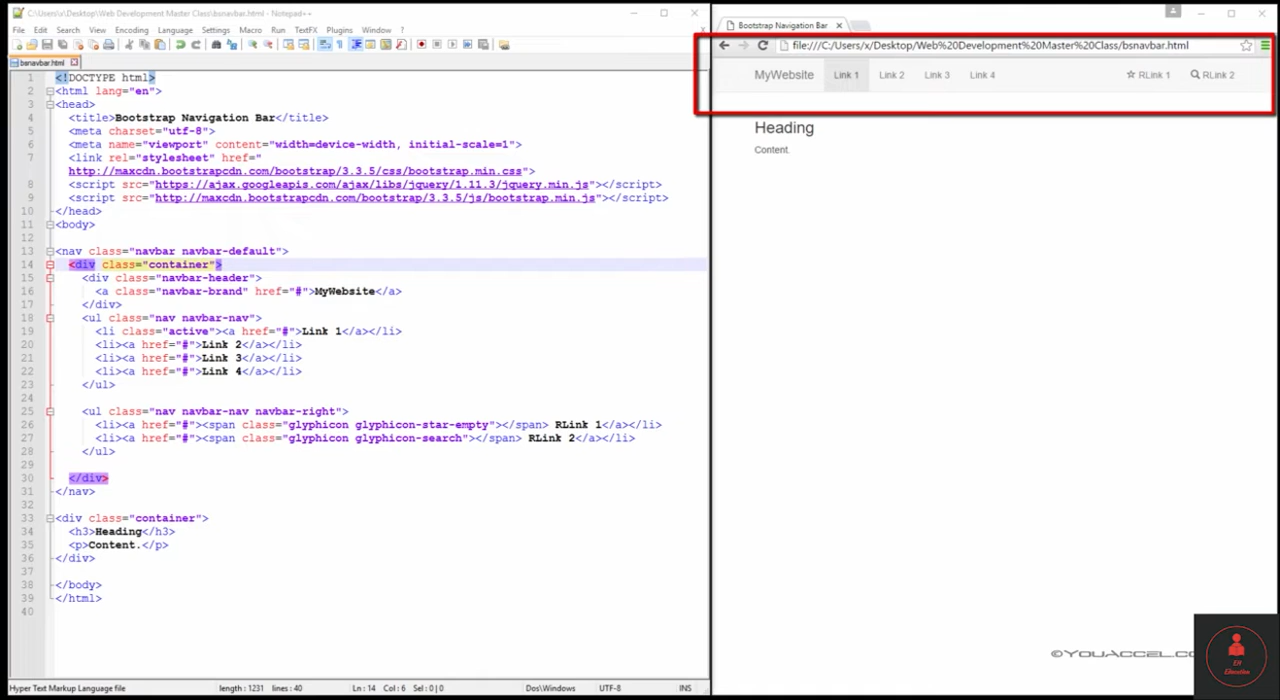 C:\Users\x\Desktop\Web Development Master Class\bsnavbar.html - Notepad++
File Edit Search View Encoding Language Settings Macro Run TextFX Plugins Window ?
bsnavbar.html
1 <!DOCTYPE html>
2 <html lang="en">
3 <head>
4 <title>Bootstrap Navigation Bar</title>
5 <meta charset="utf-8">
6 <meta name="viewport" content="width=device-width, initial-scale=1">
7 <link rel="stylesheet" href="
http://maxcdn.bootstrapcdn.com/bootstrap/3.3.5/css/bootstrap.min.css">
8 <script src="https://ajax.googleapis.com/ajax/libs/jquery/1.11.3/jquery.min.js"></script>
9 <script src="http://maxcdn.bootstrapcdn.com/bootstrap/3.3.5/js/bootstrap.min.js"></script>
10 </head>
11 <body>
12
13 <nav class="navbar navbar-default">
14 <div class="container">
15 <div class="navbar-header">
16 <a class="navbar-brand" href="#">MyWebsite</a>
17 </div>
18 <ul class="nav navbar-nav">
19 <li class="active"><a href="#">Link 1</a></li>
20 <li><a href="#">Link 2</a></li>
21 <li><a href="#">Link 3</a></li>
22 <li><a href="#">Link 4</a></li>
23 </ul>
24
25 <ul class="nav navbar-nav navbar-right">
26 <li><a href="#"><span class="glyphicon glyphicon-star-empty"></span> RLink 1</a></li>
27 <li><a href="#"><span class="glyphicon glyphicon-search"></span> RLink 2</a></li>
28 </ul>
29
30 </div>
31 </nav>
32
33 <div class="container">
34 <h3>Heading</h3>
35 <p>Content.</p>
36 </div>
37
38 </body>
39 </html>
40
Hyper Text Markup Language file length : 1231 lines : 40 Ln : 14 Col : 6 Sel : 0 | 0 Dos\Windows UTF-8 INS
Bootstrap Navigation Bar
file:///C:/Users/x/Desktop/Web%20Development%20Master%20Class/bsnavbar.html
MyWebsite Link 1 Link 2 Link 3 Link 4 RLink 1 RLink 2
Heading
Content.
©YOUACCEL.CO
ER
Education